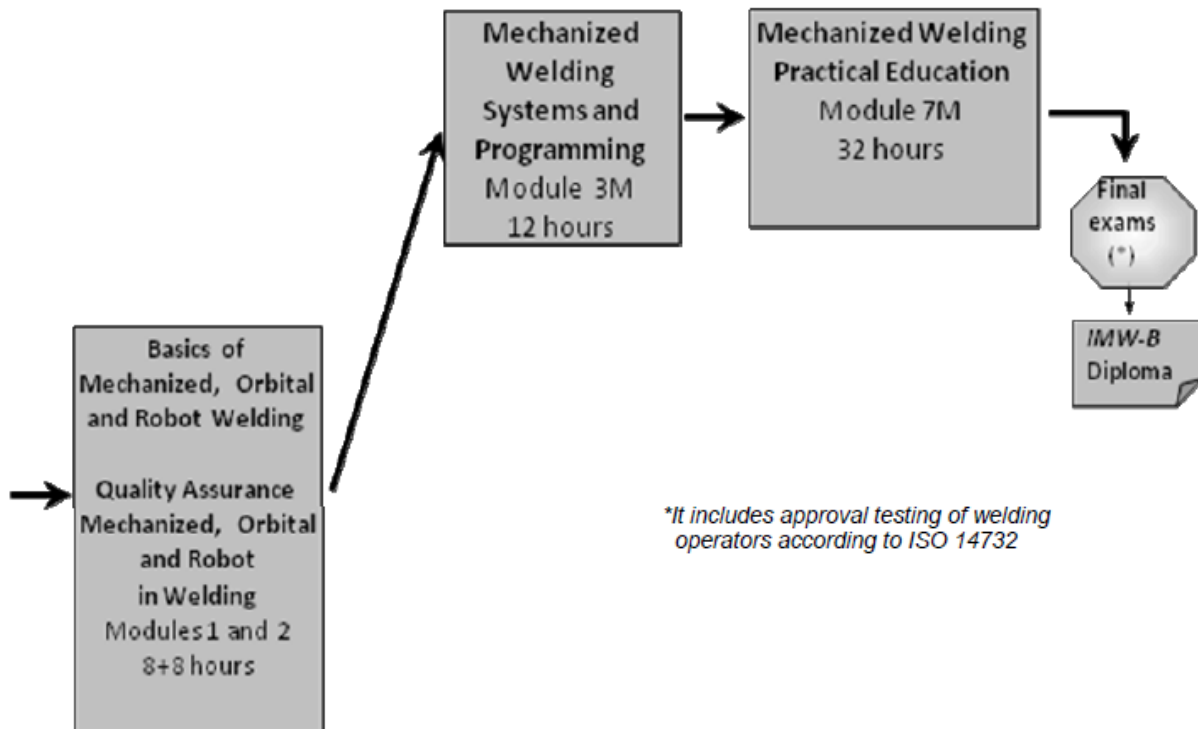 Mechanized
Welding
Systems and
Programming
Module 3M
12 hours
Mechanized Welding
Practical Education
Module 7M
32 hours
Final
exams
(*)
IMW-B
Diploma
Basics of
Mechanized, Orbital
and Robot Welding
Quality Assurance
Mechanized, Orbital
and Robot
in Welding
Modules 1 and 2
8+8 hours
*It includes approval testing of welding
operators according to ISO 14732